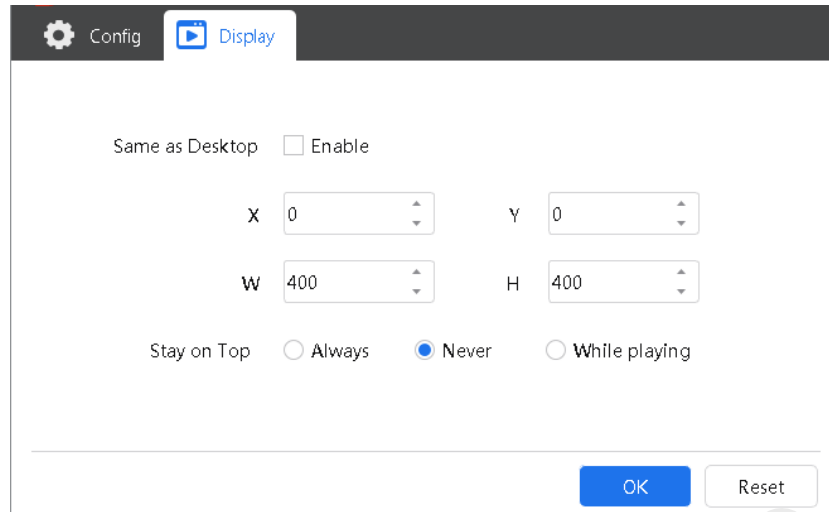 Config Display
Same as Desktop Enable
X 0 Y 0
W 400 H 400
Stay on Top Always Never While playing
OK Reset